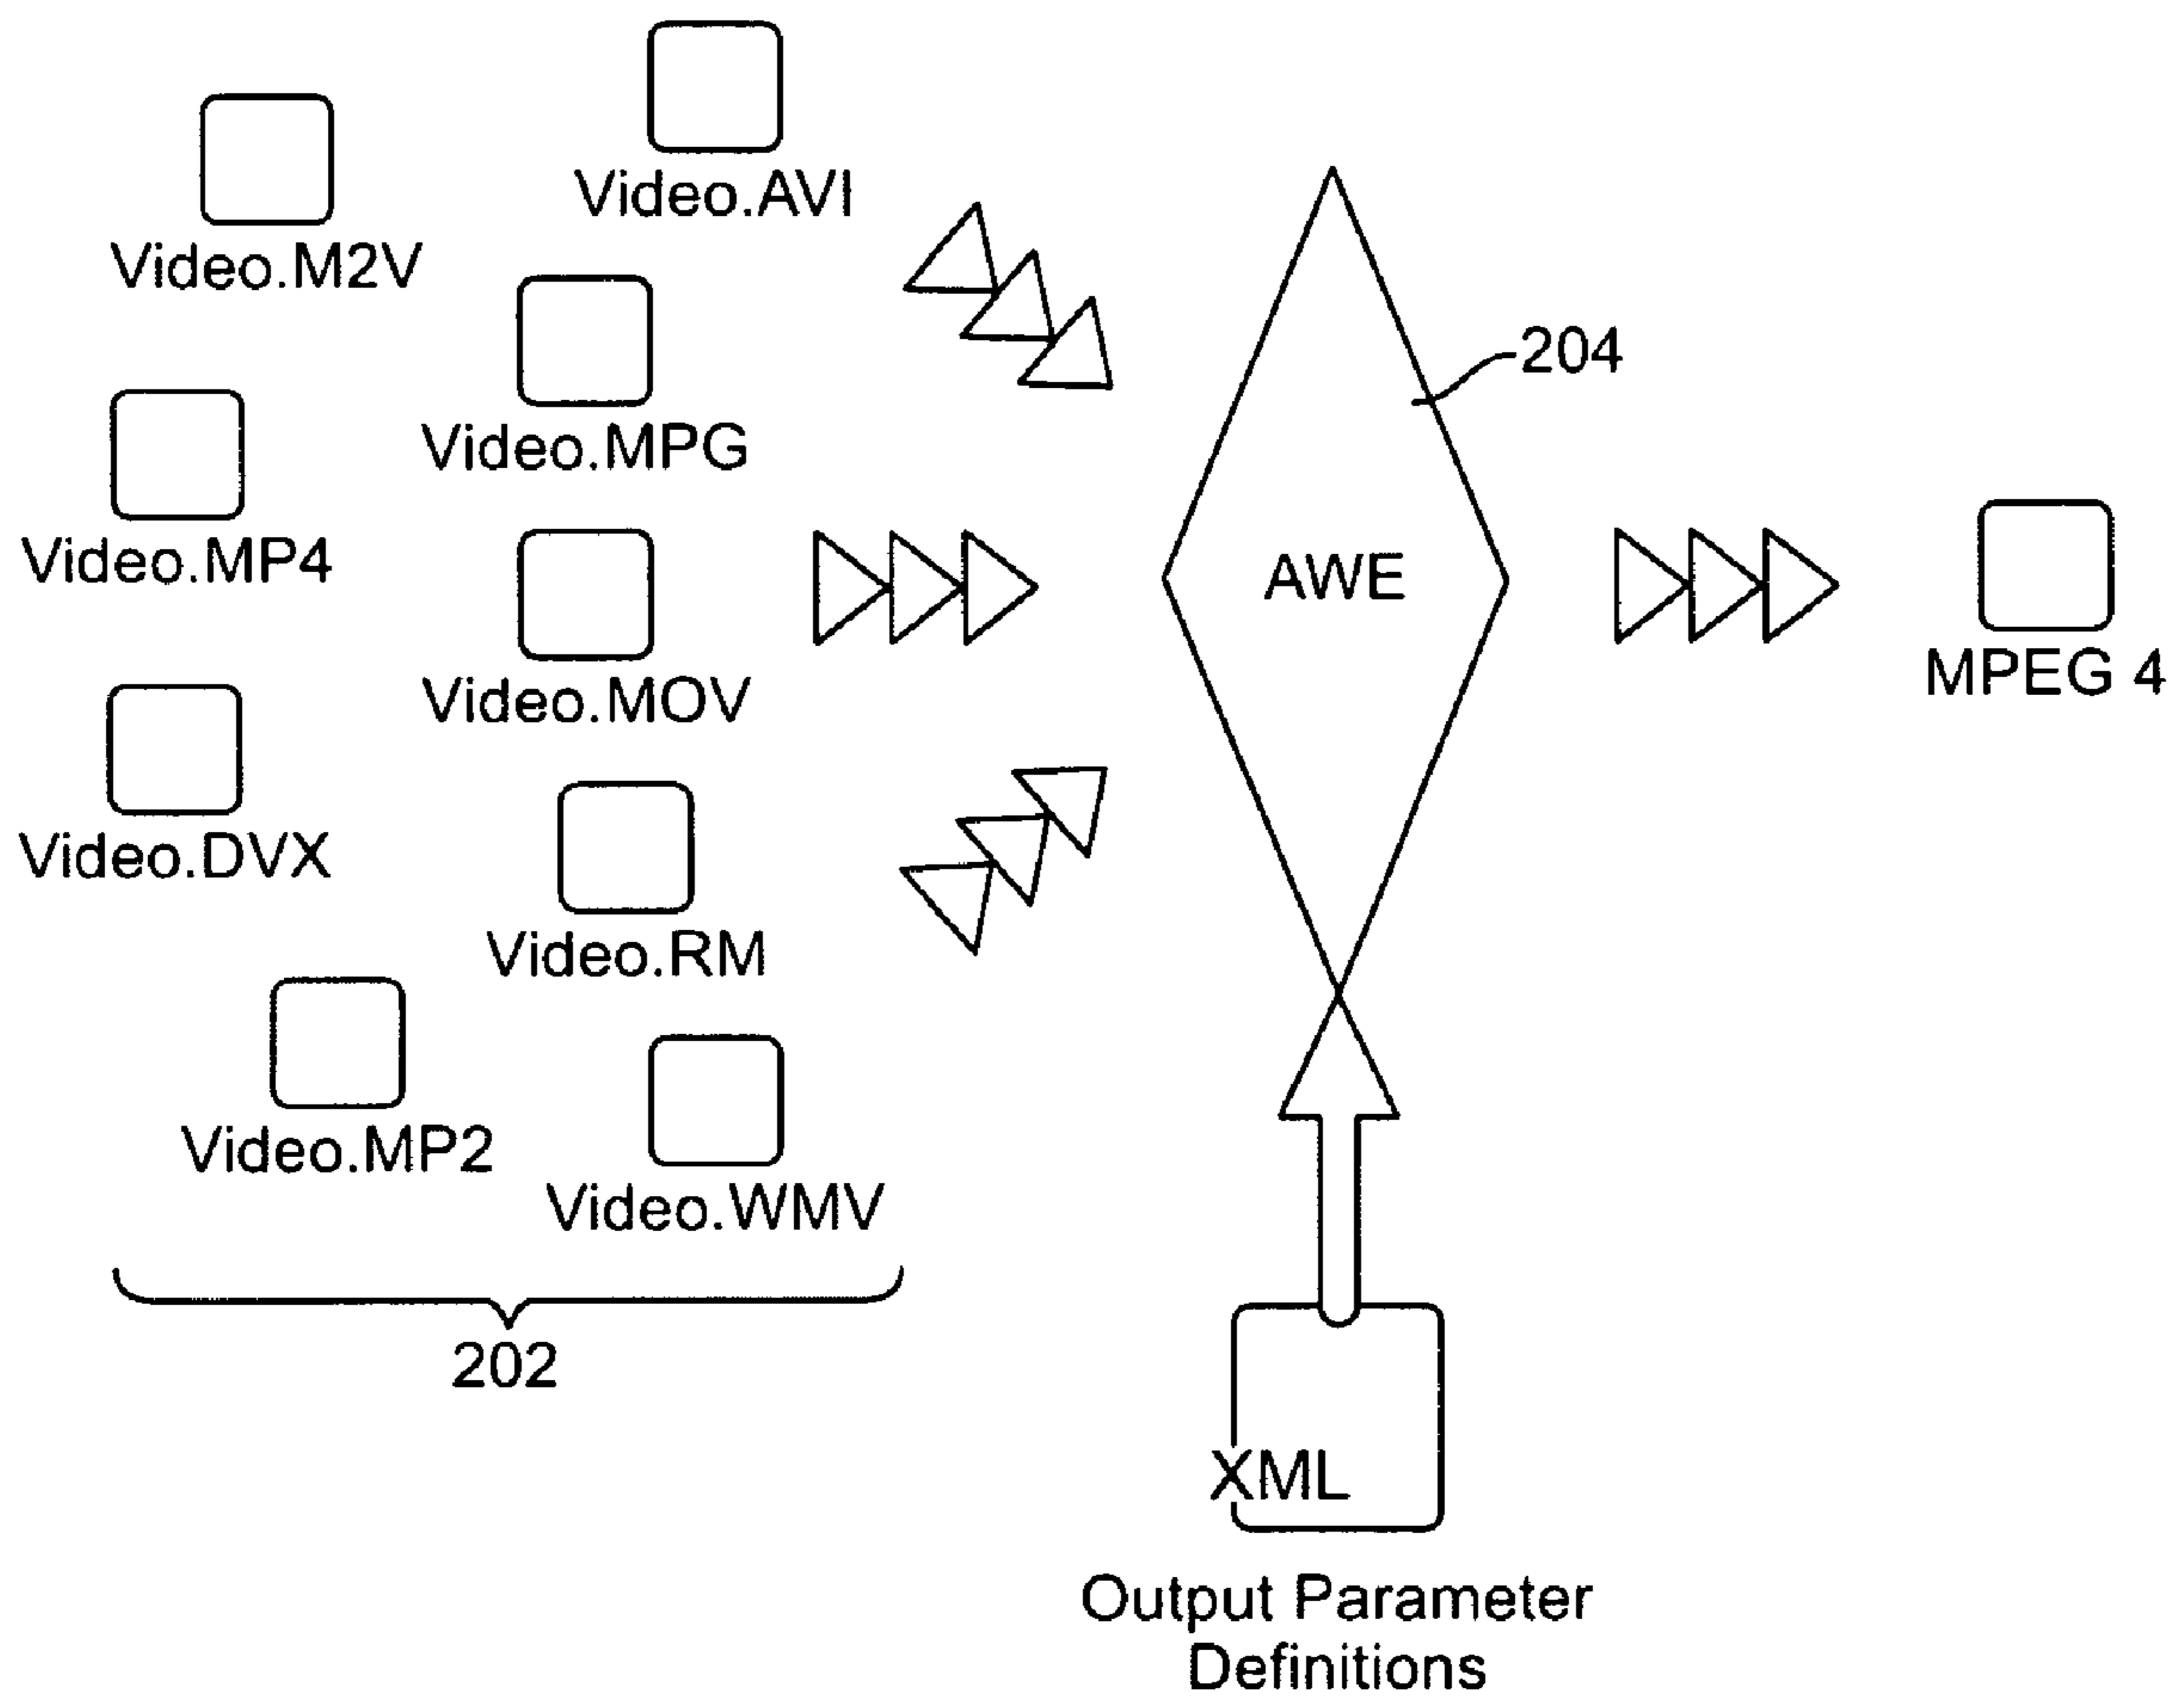 Video.AVI
Video.M2V
Video.MPG
204
Video.MP4
AWE
Video.MOV
MPEG 4
Video.DVX
Video.RM
Video.MP2
Video.WMV
202
XML
Output Parameter
Definitions